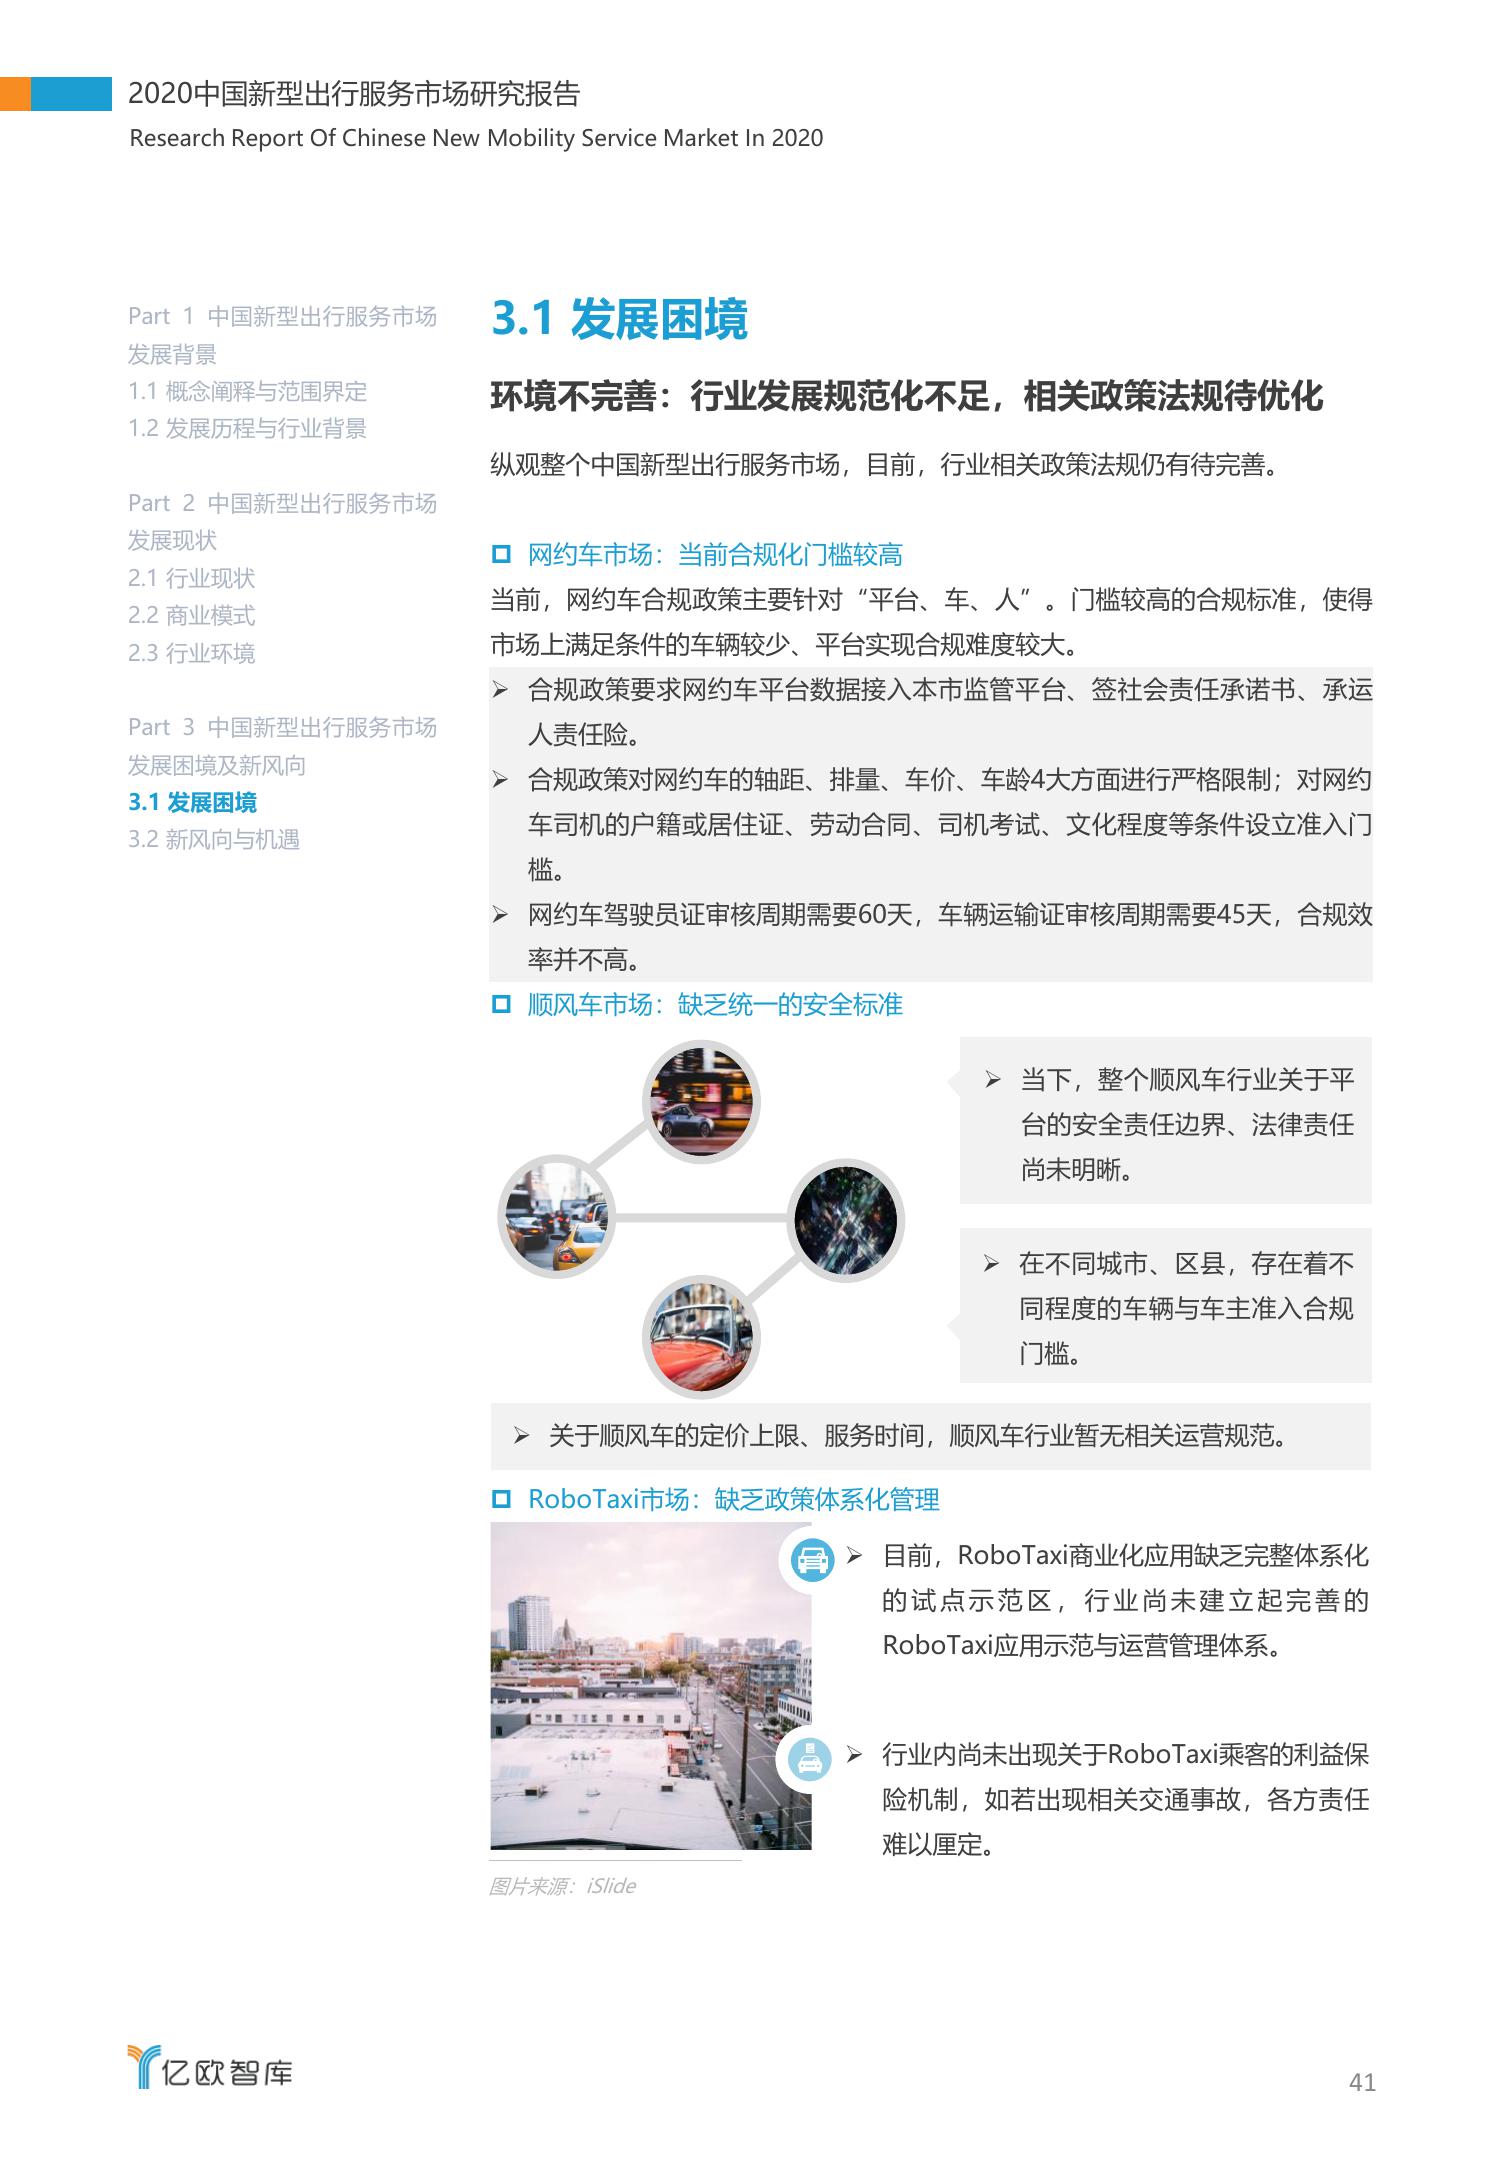 2020中国新型出行服务市场研究报告
Research Report Of Chinese New Mobility Service Market In 2020
Part 1 中国新型出行服务市场
发展背景
1.1 概念阐释与范围界定
1.2 发展历程与行业背景
Part 2 中国新型出行服务市场
发展现状
2.1 行业现状
2.2 商业模式
2.3 行业环境
Part 3 中国新型出行服务市场
发展困境及新风向
3.1 发展困境
3.2 新风向与机遇
3.1 发展困境
环境不完善：行业发展规范化不足，相关政策法规待优化
纵观整个中国新型出行服务市场，目前，行业相关政策法规仍有待完善。
网约车市场：当前合规化门槛较高
当前，网约车合规政策主要针对“平台、车、人”。门槛较高的合规标准，使得
市场上满足条件的车辆较少、平台实现合规难度较大。
➢ 合规政策要求网约车平台数据接入本市监管平台、签社会责任承诺书、承运
人责任险。
➢ 合规政策对网约车的轴距、排量、车价、车龄4大方面进行严格限制；对网约
车司机的户籍或居住证、劳动合同、司机考试、文化程度等条件设立准入门
槛。
➢ 网约车驾驶员证审核周期需要60天，车辆运输证审核周期需要45天，合规效
率并不高。
顺风车市场：缺乏统一的安全标准
➢ 当下，整个顺风车行业关于平
台的安全责任边界、法律责任
尚未明晰。
➢ 在不同城市、区县，存在着不
同程度的车辆与车主准入合规
门槛。
➢ 关于顺风车的定价上限、服务时间，顺风车行业暂无相关运营规范。
RoboTaxi市场：缺乏政策体系化管理
➢ 目前，RoboTaxi商业化应用缺乏完整体系化
的试点示范区，行业尚未建立起完善的
RoboTaxi应用示范与运营管理体系。
➢ 行业内尚未出现关于RoboTaxi乘客的利益保
险机制，如若出现相关交通事故，各方责任
难以厘定。
图片来源：iSlide
亿欧智库
41